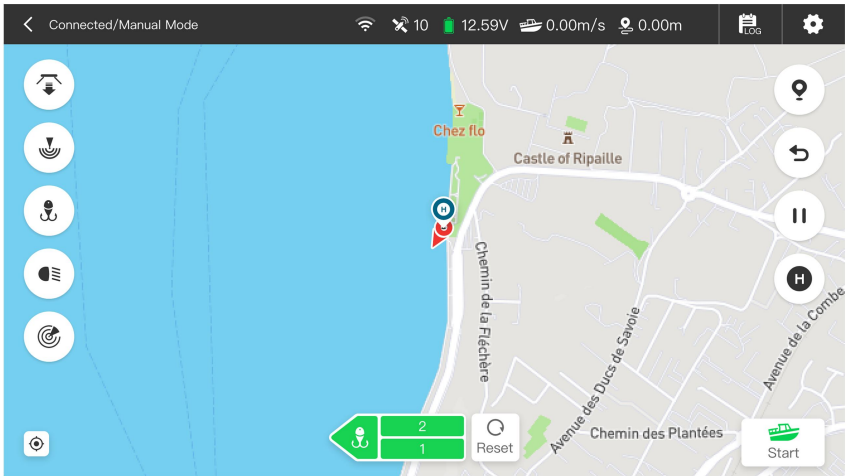 Connected/Manual Mode
10
12.59V
0.00m/s
0.00m
LOG
Chez flo
Castle of Ripaille
H
H
Chemin de la Fléchère
Avenue des Ducs de Savoie
Avenue de la Combe
2
1
Reset
Chemin des Plantées
Start